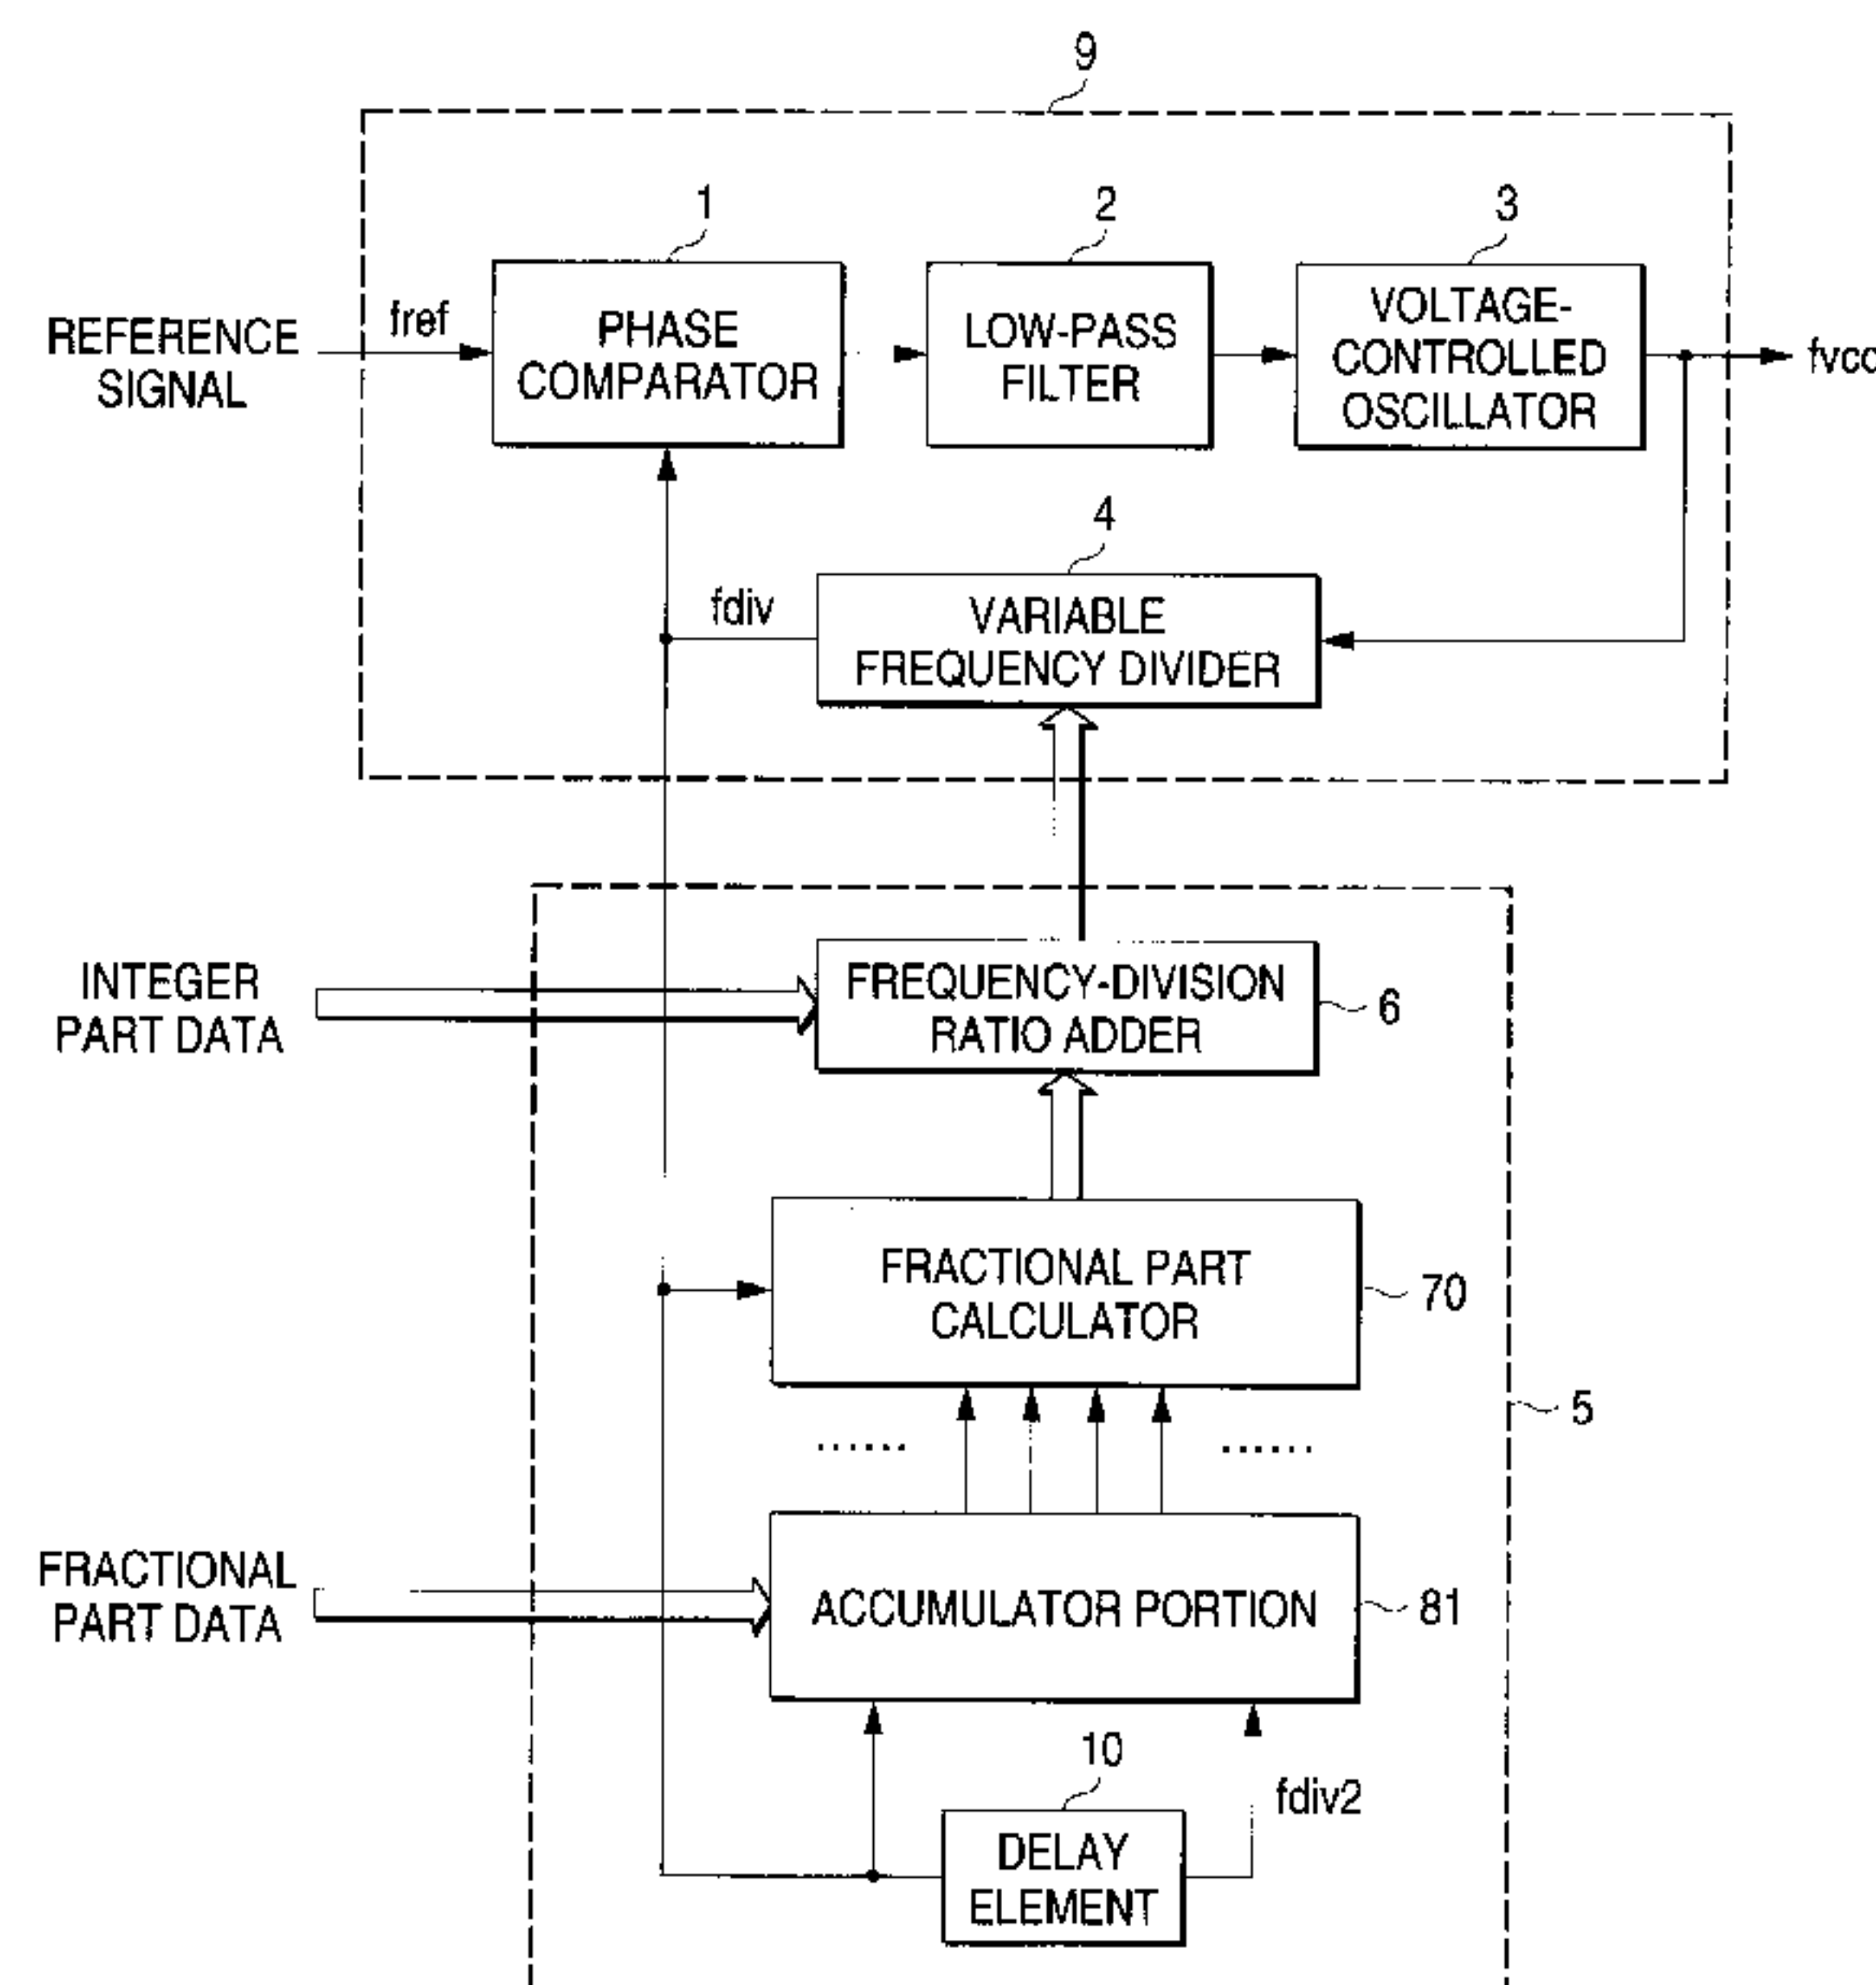 9
1
2
3
REFERENCE
SIGNAL
fref
PHASE
COMPARATOR
LOW-PASS
FILTER
VOLTAGE-
CONTROLLED
OSCILLATOR
4
fdiv
VARIABLE
FREQUENCY DIVIDER
INTEGER
PART DATA
FREQUENCY-DIVISION
RATIO ADDER
6
FRACTIONAL PART
CALCULATOR
70
5
......
......
FRACTIONAL
PART DATA
ACCUMULATOR PORTION
81
10
fdiv2
DELAY
ELEMENT